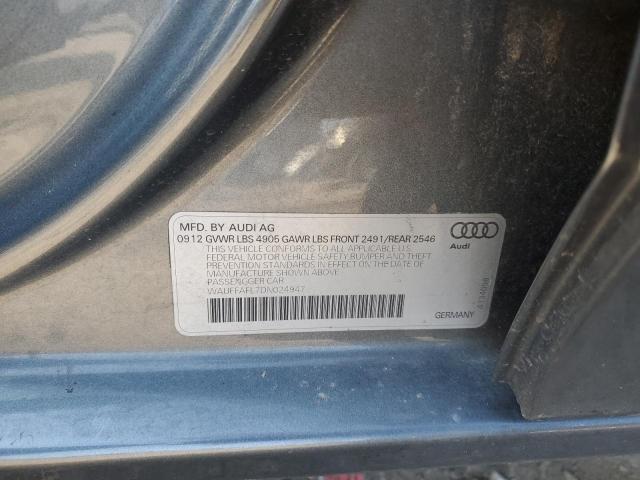 MFD. BY AUDI AG
0912 GVWR LBS 4905 GAWR LBS FRONT 2491/REAR 2546
THIS VEHICLE CONFORMS TO ALL APPLICABLE U.S.
FEDERAL MOTOR VEHICLE SAFETY, BUMPER AND THEFT
PREVENTION STANDARDS IN EFFECT ON THE DATE OF
MANUFACTURE SHOWN ABOVE.
PASSENGGER CAR
WAUFFAFL7DN024947
Audi
GERMANY